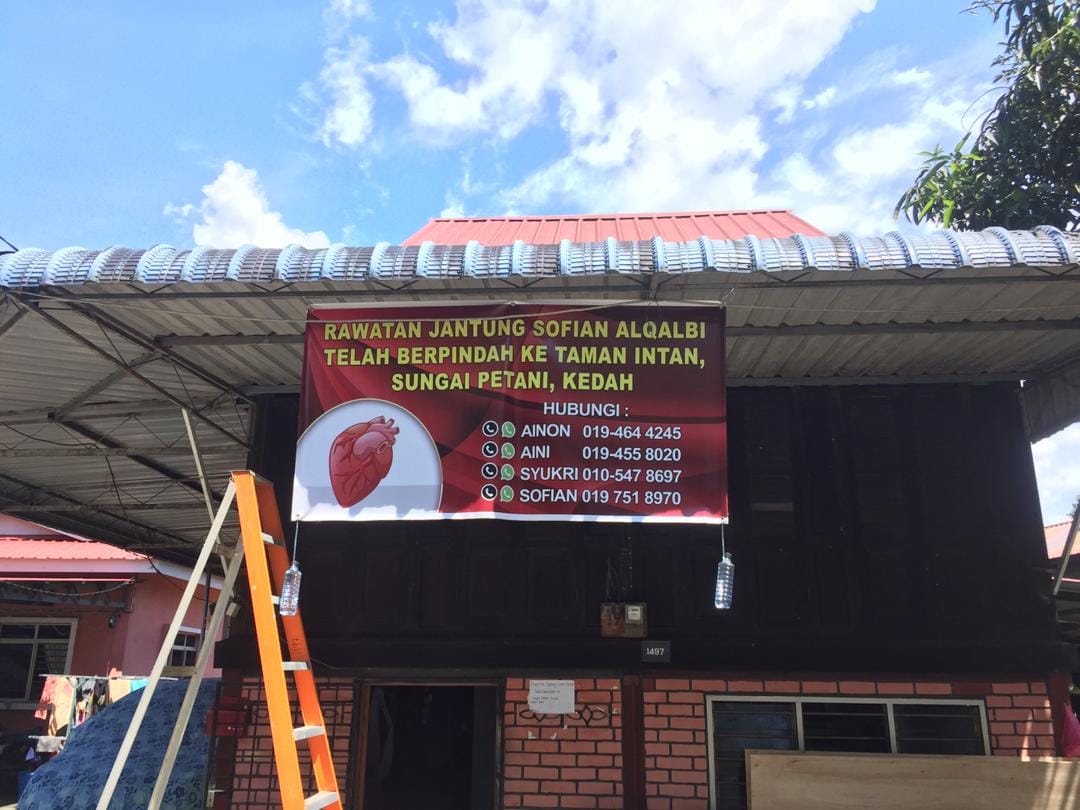 RAWATAN JANTUNG SOFIAN ALQALBI
TELAH BERPINDAH KE TAMAN INTAN,
SUNGAI PETANI, KEDAH
HUBUNGI :
AINON 019-464 4245
AINI 019-455 8020
SYUKRI 010-547 8697
SOFIAN 019 751 8970
1497